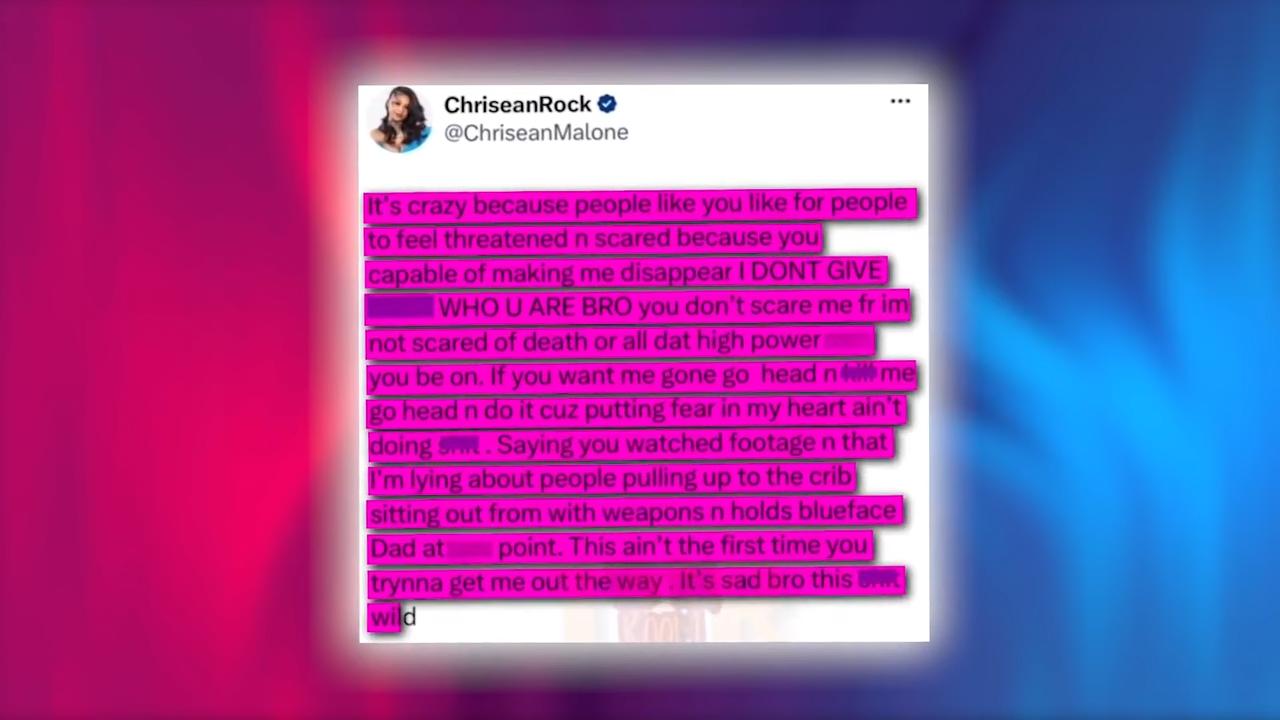 ChriseanRock
@ChriseanMalone
It's crazy because people like you like for people
to feel threatened n scared because you
capable of making me disappear I DONT GIVE
WHO U ARE BRO you don't scare me fr im
not scared of death or all dat high power
you be on. If you want me gone go head n me
go head n do it cuz putting fear in my heart ain't
doing . Saying you watched footage n that
I'm lying about people pulling up to the crib
sitting out from with weapons n holds blueface
Dad at point. This ain't the first time you
trynna get me out the way . It's sad bro this
wild